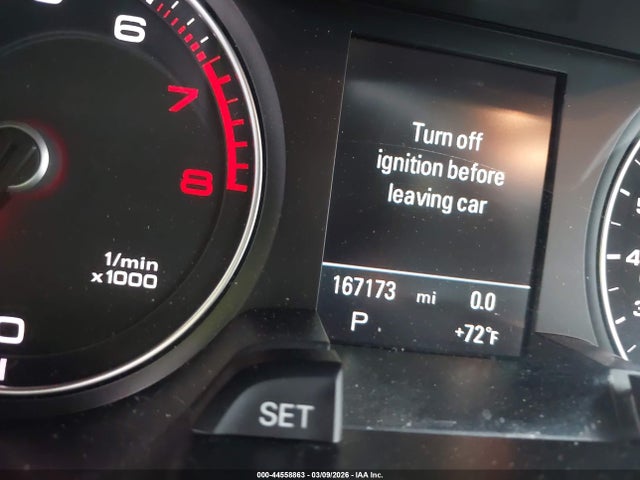 6
7
8
1/min
x1000
Turn off
ignition before
leaving car
167173 mi 0.0
P +72°F
SET
000-44558863 - 03/09/2026 - IAA Inc.